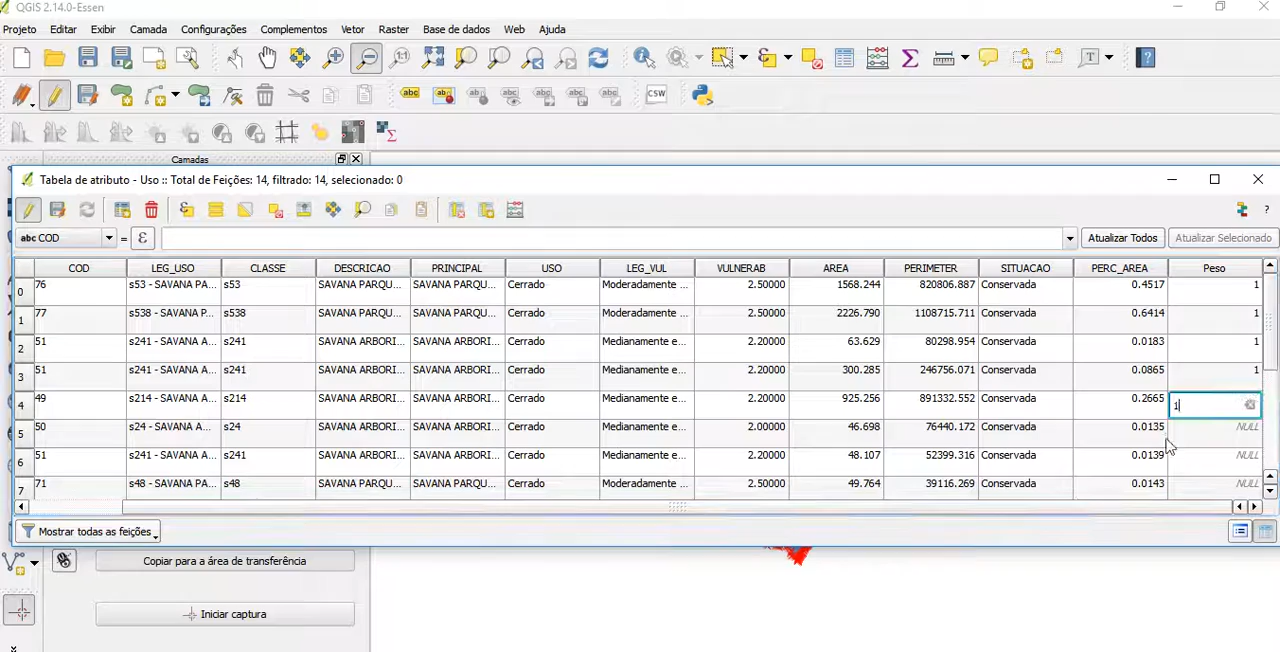 QGIS 2.14.0-Essen
Projeto Editar Exibir Camada Configurações Complementos Vetor Raster Base de dados Web Ajuda
abc abc abc abc abc abc abc CSW
Camadas
Tabela de atributo - Uso :: Total de Feições: 14, filtrado: 14, selecionado: 0
abc COD = ε Atualizar Todos Atualizar Selecionado
COD LEG_USO CLASSE DESCRICAO PRINCIPAL USO LEG_VUL VULNERAB AREA PERIMETER SITUACAO PERC_AREA Peso
0 76 s53 - SAVANA PA... s53 SAVANA PARQU... SAVANA PARQU... Cerrado Moderadamente ... 2.50000 1568.244 820806.887 Conservada 0.4517 1
1 77 s538 - SAVANA P... s538 SAVANA PARQU... SAVANA PARQU... Cerrado Moderadamente ... 2.50000 2226.790 1108715.711 Conservada 0.6414 1
2 51 s241 - SAVANA A... s241 SAVANA ARBORI... SAVANA ARBORI... Cerrado Medianamente e... 2.20000 63.629 80298.954 Conservada 0.0183 1
3 51 s241 - SAVANA A... s241 SAVANA ARBORI... SAVANA ARBORI... Cerrado Medianamente e... 2.20000 300.285 246756.071 Conservada 0.0865 1
4 49 s214 - SAVANA A... s214 SAVANA ARBORI... SAVANA ARBORI... Cerrado Medianamente e... 2.20000 925.256 891332.552 Conservada 0.2665 1
5 50 s24 - SAVANA A... s24 SAVANA ARBORI... SAVANA ARBORI... Cerrado Medianamente e... 2.00000 46.698 76440.172 Conservada 0.0135 NULL
6 51 s241 - SAVANA A... s241 SAVANA ARBORI... SAVANA ARBORI... Cerrado Medianamente e... 2.20000 48.107 52399.316 Conservada 0.0139 NULL
7 71 s48 - SAVANA PA... s48 SAVANA PARQU... SAVANA PARQU... Cerrado Moderadamente ... 2.50000 49.764 39116.269 Conservada 0.0143 NULL
Mostrar todas as feições
Copiar para a área de transferência
Iniciar captura